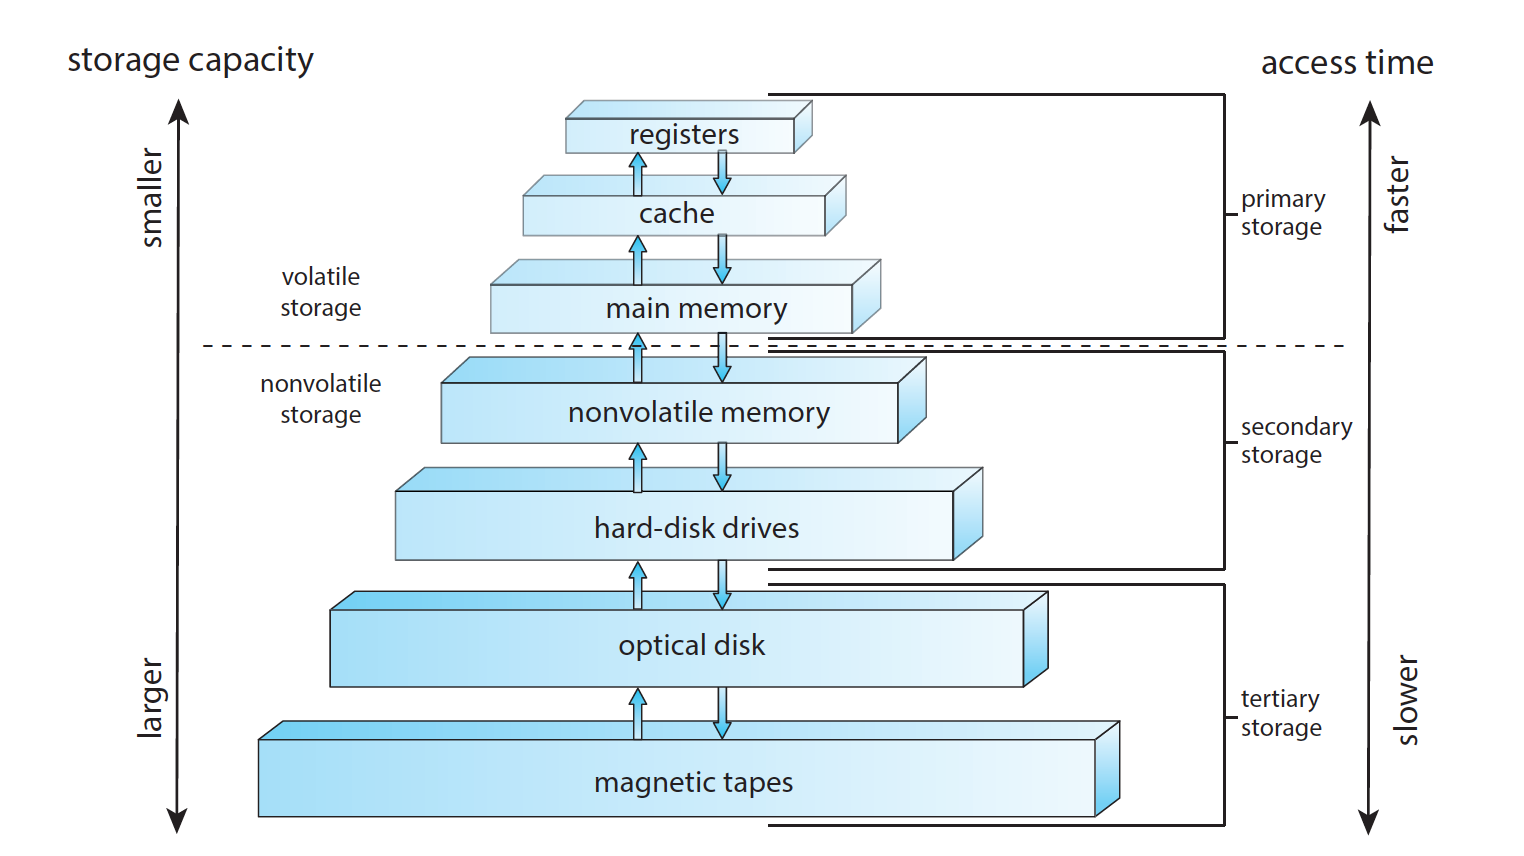 storage capacity
access time
smaller
larger
volatile
storage
nonvolatile
storage
registers
cache
main memory
nonvolatile memory
hard-disk drives
optical disk
magnetic tapes
primary
storage
secondary
storage
tertiary
storage
faster
slower